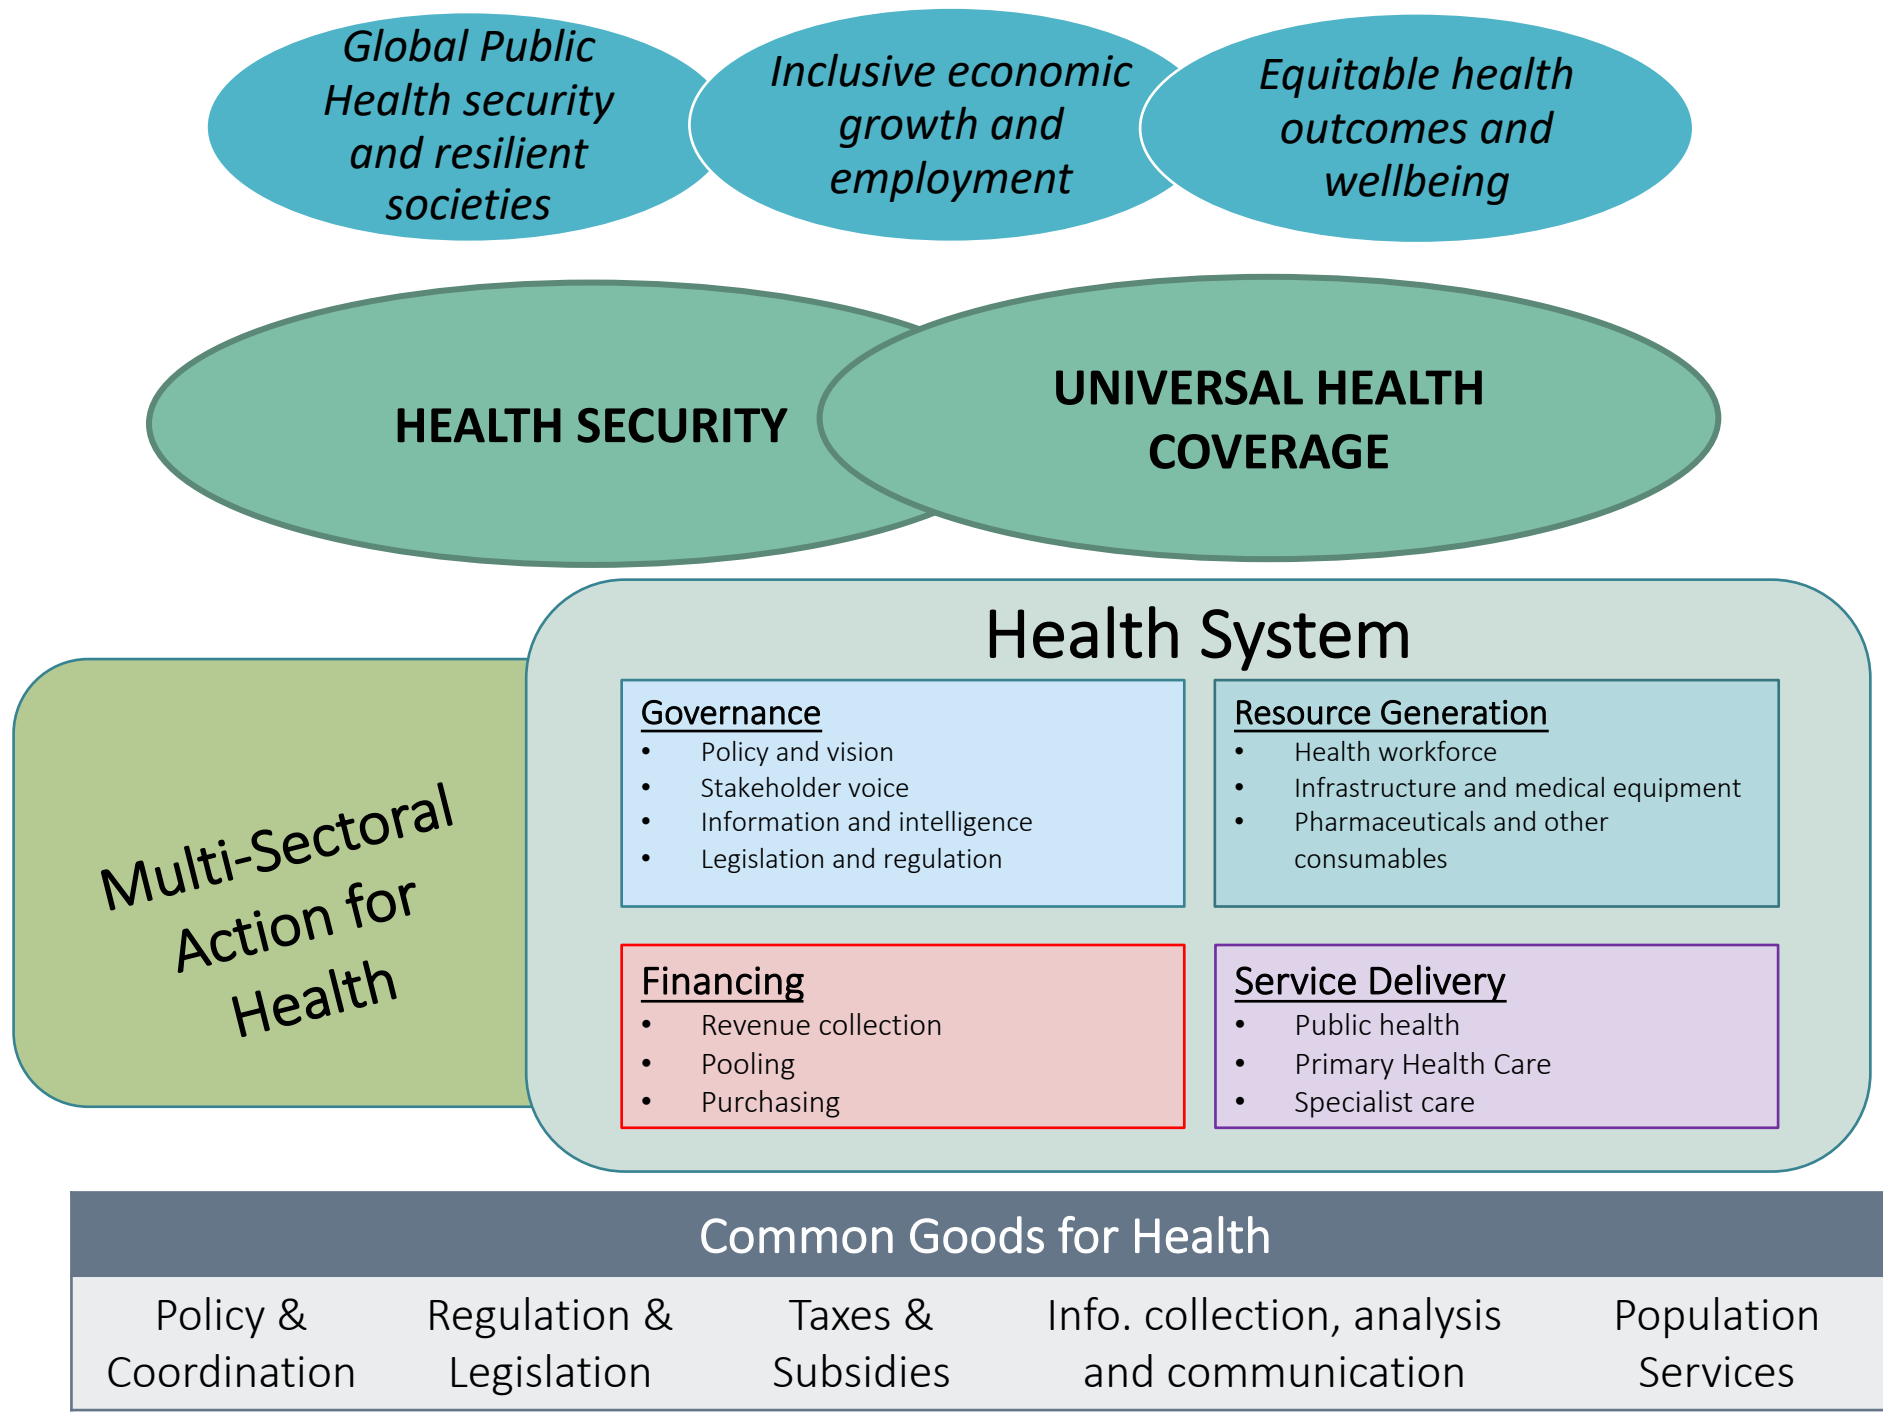 Global Public
Health security
and resilient
societies
Inclusive economic
growth and
employment
Equitable health
outcomes and
wellbeing
HEALTH SECURITY
UNIVERSAL HEALTH
COVERAGE
Multi-Sectoral
Action for
Health
Health System
Governance
• Policy and vision
• Stakeholder voice
• Information and intelligence
• Legislation and regulation
Resource Generation
• Health workforce
• Infrastructure and medical equipment
• Pharmaceuticals and other
consumables
Financing
• Revenue collection
• Pooling
• Purchasing
Service Delivery
• Public health
• Primary Health Care
• Specialist care
Common Goods for Health
Policy &
Coordination
Regulation &
Legislation
Taxes &
Subsidies
Info. collection, analysis
and communication
Population
Services